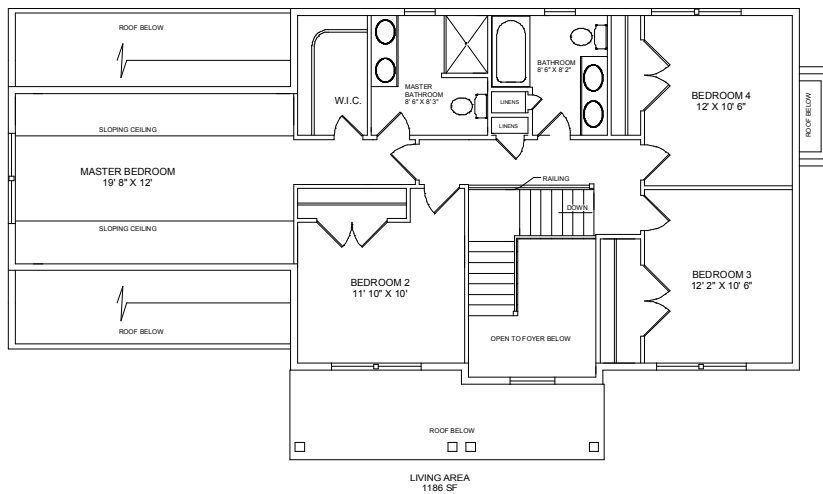 ROOF BELOW
W.I.C.
MASTER
BATHROOM
8' 6" X 8'3"
BATHROOM
8' 6" X 8'2"
LINENS
LINENS
BEDROOM 4
12' X 10' 6"
ROOF BELOW
SLOPING CEILING
MASTER BEDROOM
19' 8" X 12'
SLOPING CEILING
RAILING
DOWN
BEDROOM 2
11' 10" X 10'
BEDROOM 3
12' 2" X 10' 6"
OPEN TO FOYER BELOW
ROOF BELOW
ROOF BELOW
LIVING AREA
1186 SF